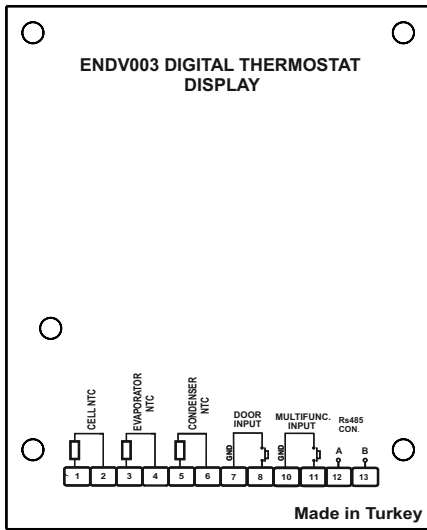 ENDV003 DIGITAL THERMOSTAT
DISPLAY
CELL NTC
EVAPORATOR
NTC
CONDENSER
NTC
DOOR
INPUT
MULTIFUNC.
INPUT
Rs485
CON.
GND
GND
A
B
1 2 3 4 5 6 7 8 10 11 12 13
Made in Turkey